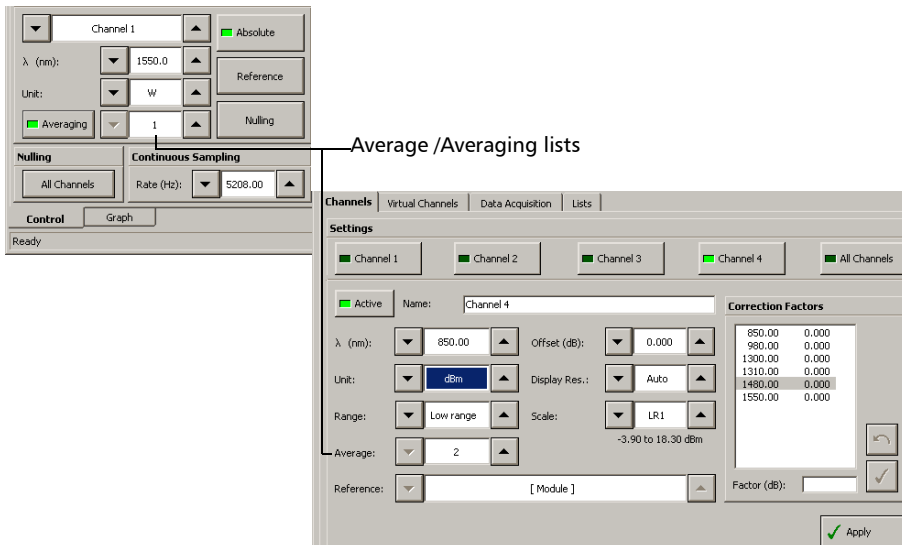 Channel 1
Absolute
λ (nm):
1550.0
Reference
Unit:
W
Averaging
1
Nulling
Average /Averaging lists
Nulling
Continuous Sampling
All Channels
Rate (Hz):
5208.00
Control
Graph
Ready
Channels
Virtual Channels
Data Acquisition
Lists
Settings
Channel 1
Channel 2
Channel 3
Channel 4
All Channels
Active
Name:
Channel 4
Correction Factors
λ (nm):
850.00
Offset (dB):
0.000
850.00 0.000
980.00 0.000
1300.00 0.000
1310.00 0.000
1480.00 0.000
1550.00 0.000
Unit:
dBm
Display Res.:
Auto
Range:
Low range
Scale:
LR1
-3.90 to 18.30 dBm
Average:
2
Reference:
[ Module ]
Factor (dB):
Apply